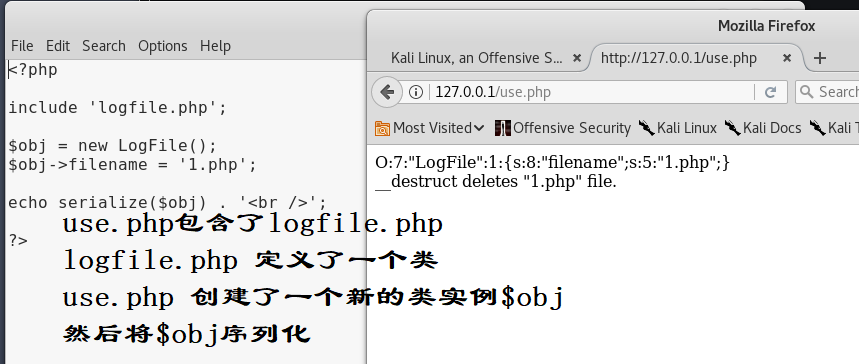 Mozilla Firefox
File Edit Search Options Help
Kali Linux, an Offensive S...
http://127.0.0.1/use.php
127.0.0.1/use.php
Search
Most Visited
Offensive Security
Kali Linux
Kali Docs
Kali T
<?php
include 'logfile.php';
$obj = new LogFile();
$obj->filename = '1.php';
echo serialize($obj) . '<br />';
?>
O:7:"LogFile":1:{s:8:"filename";s:5:"1.php";}
__destruct deletes "1.php" file.
use.php包含了logfile.php
logfile.php 定义了一个类
use.php 创建了一个新的类实例$obj
然后将$obj序列化